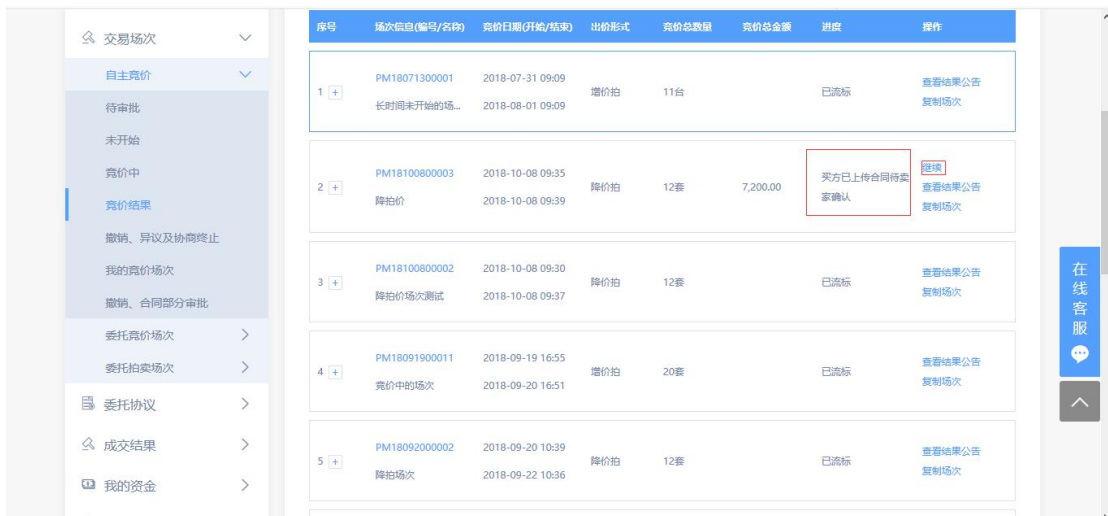 交易场次
自主竞价
待审批
未开始
竞价中
竞价结果
撤销、异议及协商终止
我的竞价场次
撤销、合同部分审批
委托竞价场次
委托拍卖场次
委托协议
成交结果
我的资金
序号 场次信息(编号/名称) 竞价日期(开始/结束) 出价形式 竞价总数量 竞价总金额 进度 操作
1 + PM18071300001 2018-07-31 09:09 增价拍 11台 已流标 查看结果公告
长时间未开始的场... 2018-08-01 09:09 复制场次
2 + PM18100800003 2018-10-08 09:35 降价拍 12套 7,200.00 买方已上传合同待卖 继续
家确认 查看结果公告
降拍价 2018-10-08 09:39 复制场次
3 + PM18100800002 2018-10-08 09:30 降价拍 12套 已流标 查看结果公告
降拍价场次测试 2018-10-08 09:37 复制场次
4 + PM18091900011 2018-09-19 16:55 增价拍 20套 已流标 查看结果公告
竞价中的场次 2018-09-20 16:51 复制场次
5 + PM18092000002 2018-09-20 10:39 降价拍 12套 已流标 查看结果公告
降拍场次 2018-09-22 10:36 复制场次
在线客服